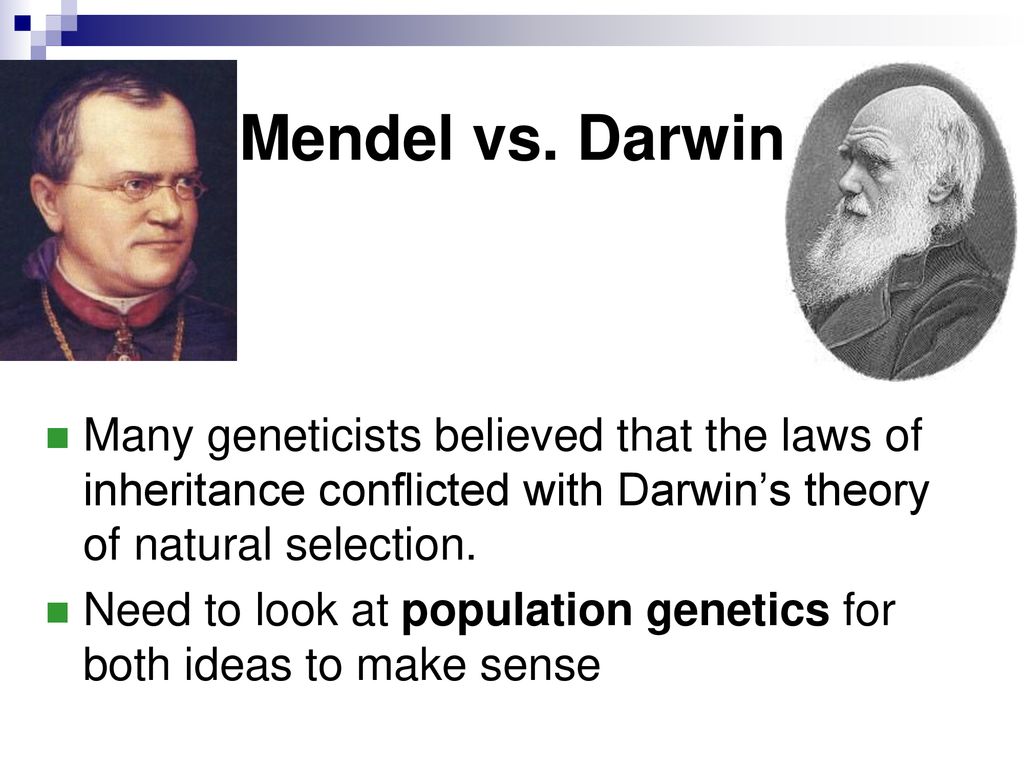 Mendel vs. Darwin
Many geneticists believed that the laws of
inheritance conflicted with Darwin’s theory
of natural selection.
Need to look at population genetics for
both ideas to make sense